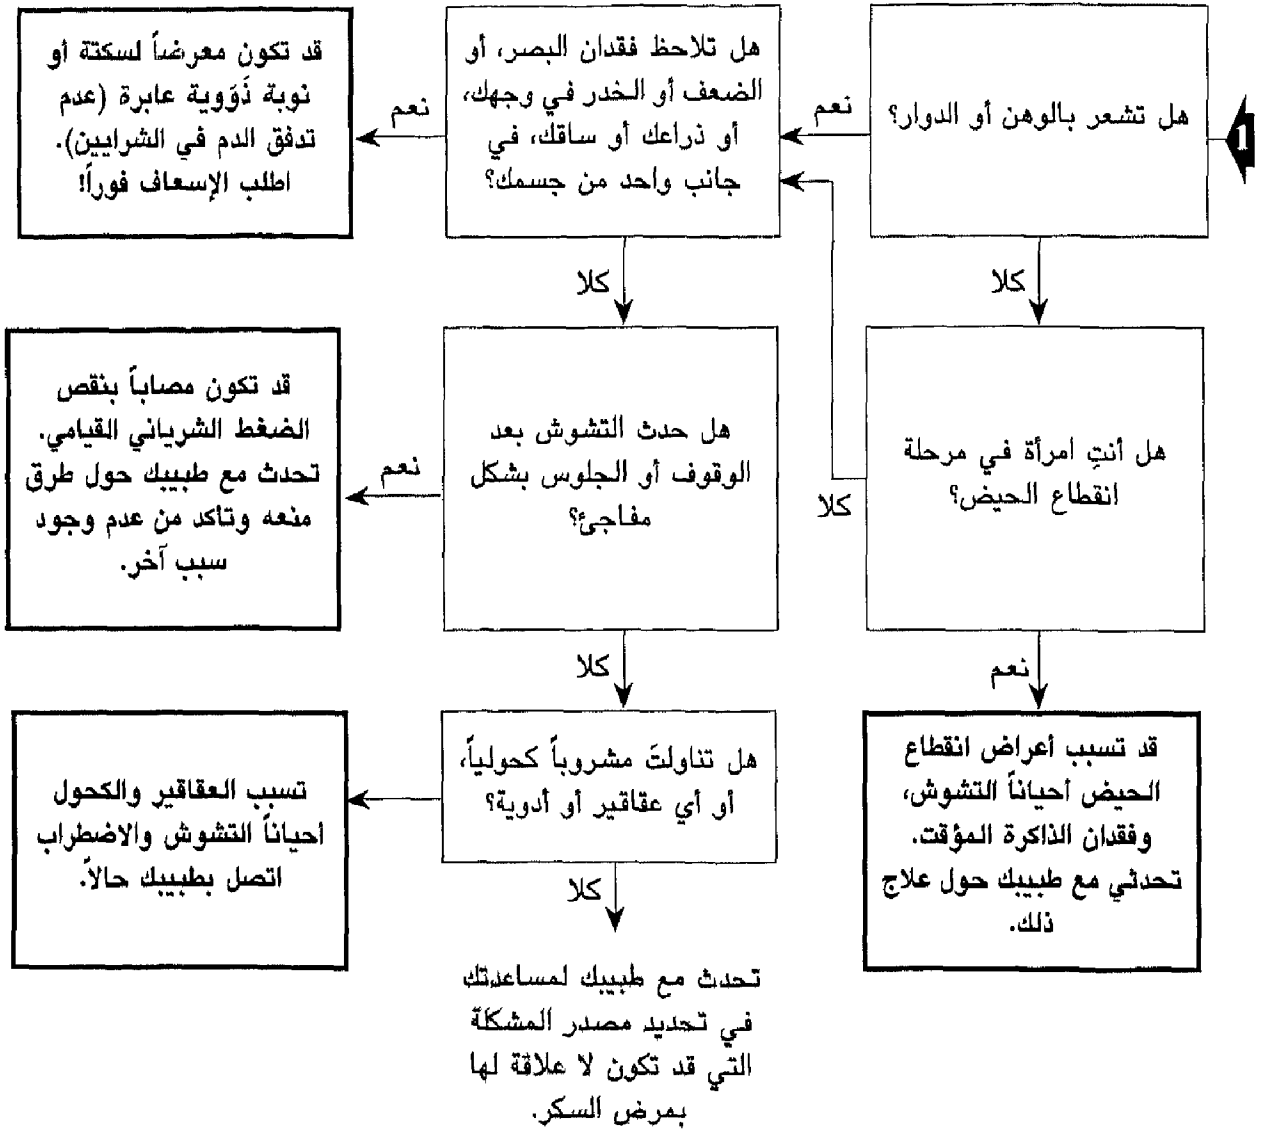 1
هل تشعر بالوهن أو الدوار؟
نعم
كلا
هل تلاحظ فقدان البصر، أو
الضعف أو الخدر في وجهك،
أو ذراعك أو ساقك، في
جانب واحد من جسمك؟
نعم
كلا
قد تكون معرضاً لسكتة أو
نوبة ذَوَوية عابرة (عدم
تدفق الدم في الشرايين).
اطلب الإسعاف فوراً!
هل أنتِ امرأة في مرحلة
انقطاع الحيض؟
كلا
نعم
هل حدث التشوش بعد
الوقوف أو الجلوس بشكل
مفاجئ؟
نعم
كلا
قد تكون مصاباً بنقص
الضغط الشرياني القيامي.
تحدث مع طبيبك حول طرق
منعه وتأكد من عدم وجود
سبب آخر.
قد تسبب أعراض انقطاع
الحيض أحياناً التشوش،
وفقدان الذاكرة المؤقت.
تحدثي مع طبيبك حول علاج
ذلك.
هل تناولتَ مشروباً كحولياً،
أو أي عقاقير أو أدوية؟
كلا
تسبب العقاقير والكحول
أحياناً التشوش والاضطراب
اتصل بطبيبك حالاً.
تحدث مع طبيبك لمساعدتك
في تحديد مصدر المشكلة
التي قد تكون لا علاقة لها
بمرض السكر.